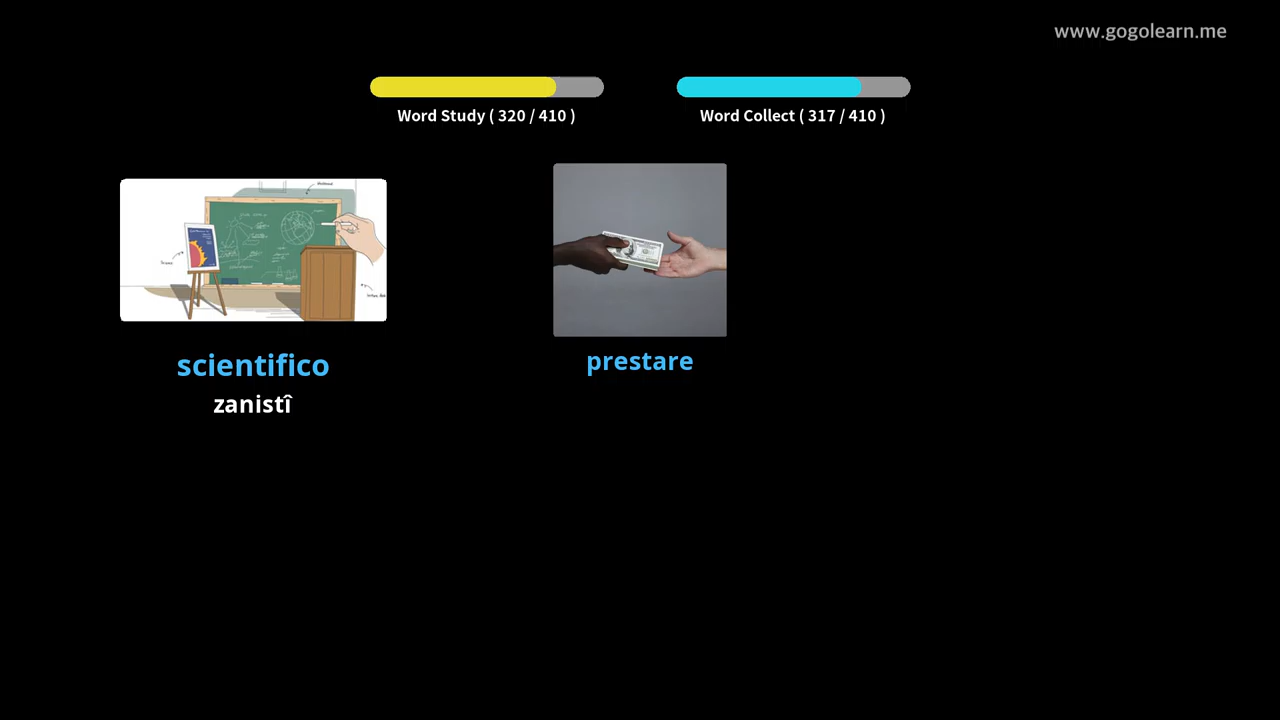 www.gogolearn.me
Word Study ( 320 / 410 )
Word Collect ( 317 / 410 )
scientifico
zanistî
prestare